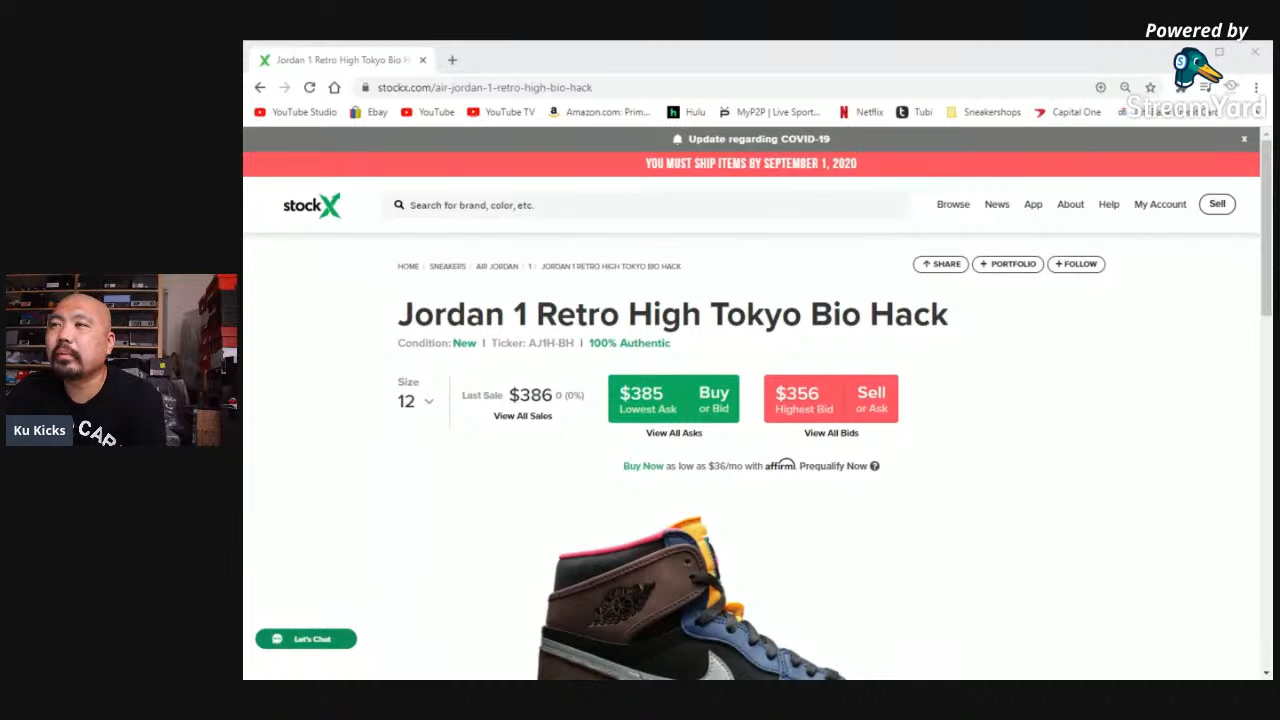 Powered by
StreamYard
Jordan 1 Retro High Tokyo Bio H
stockx.com/air-jordan-1-retro-high-bio-hack
YouTube Studio Ebay YouTube YouTube TV Amazon.com: Prim... Hulu MyP2P | Live Sport... Netflix Tubi Sneakershops Capital One
Update regarding COVID-19 x
YOU MUST SHIP ITEMS BY SEPTEMBER 1, 2020
stockX
Search for brand, color, etc.
Browse News App About Help My Account Sell
HOME / SNEAKERS / AIR JORDAN / 1 / JORDAN 1 RETRO HIGH TOKYO BIO HACK
SHARE + PORTFOLIO + FOLLOW
Jordan 1 Retro High Tokyo Bio Hack
Condition: New | Ticker: AJ1H-BH | 100% Authentic
Size
12
Last Sale $386 0 (0%)
View All Sales
$385 Buy
Lowest Ask or Bid
View All Asks
$356 Sell
Highest Bid or Ask
View All Bids
Buy Now as low as $36/mo with affirm. Prequalify Now ?
Let's Chat
Ku Kicks
CAP